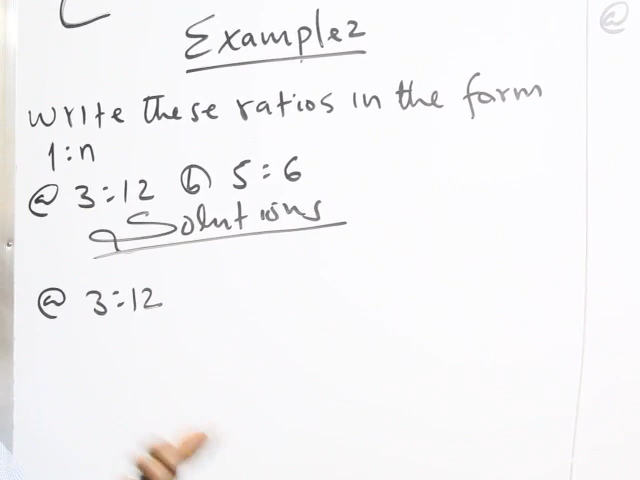 Example 2
Write these ratios in the form
1:n
@ 3:12 (b) 5:6
Solutions
@ 3:12
@